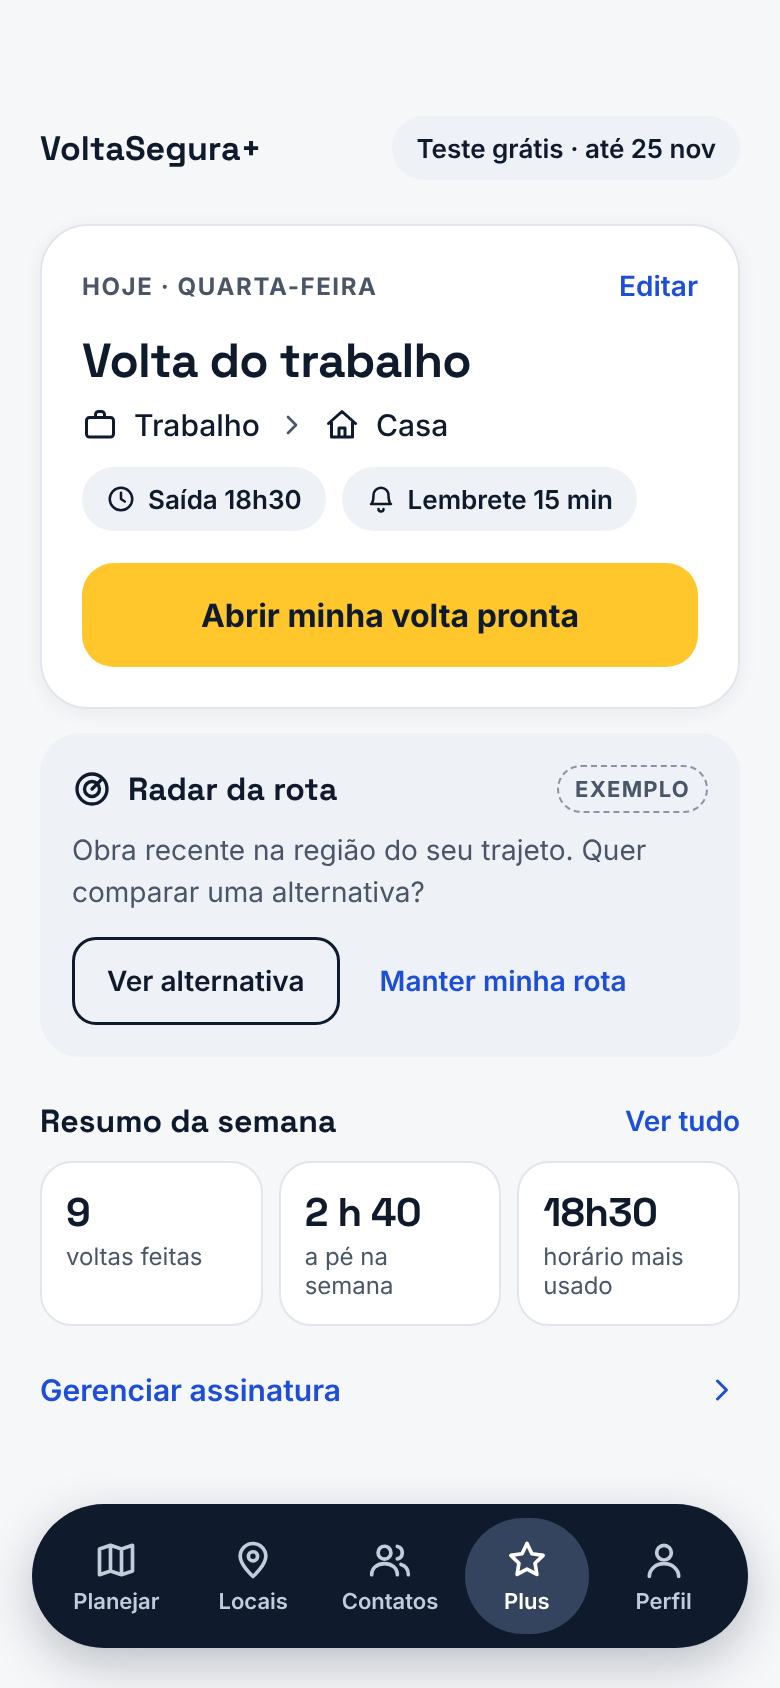 VoltaSegura+
Teste grátis · até 25 nov
HOJE · QUARTA-FEIRA
Editar
Volta do trabalho
Trabalho
Casa
Saída 18h30
Lembrete 15 min
Abrir minha volta pronta
Radar da rota
EXEMPLO
Obra recente na região do seu trajeto. Quer
comparar uma alternativa?
Ver alternativa
Manter minha rota
Resumo da semana
Ver tudo
9
voltas feitas
2 h 40
a pé na
semana
18h30
horário mais
usado
Gerenciar assinatura
Planejar
Locais
Contatos
Plus
Perfil